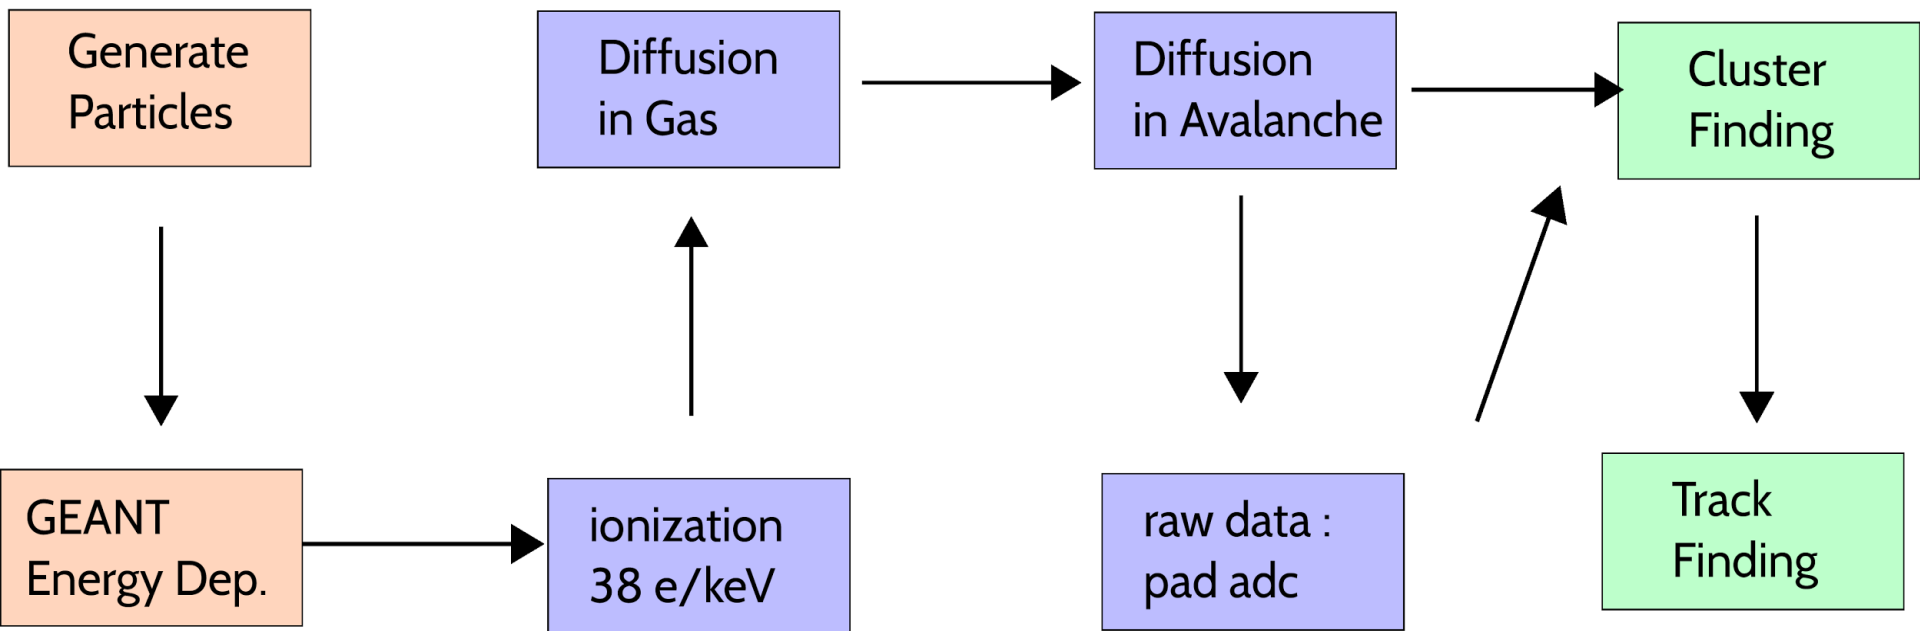 Generate
Particles
Diffusion
in Gas
Diffusion
in Avalanche
Cluster
Finding
GEANT
Energy Dep.
ionization
38 e/keV
raw data :
pad adc
Track
Finding